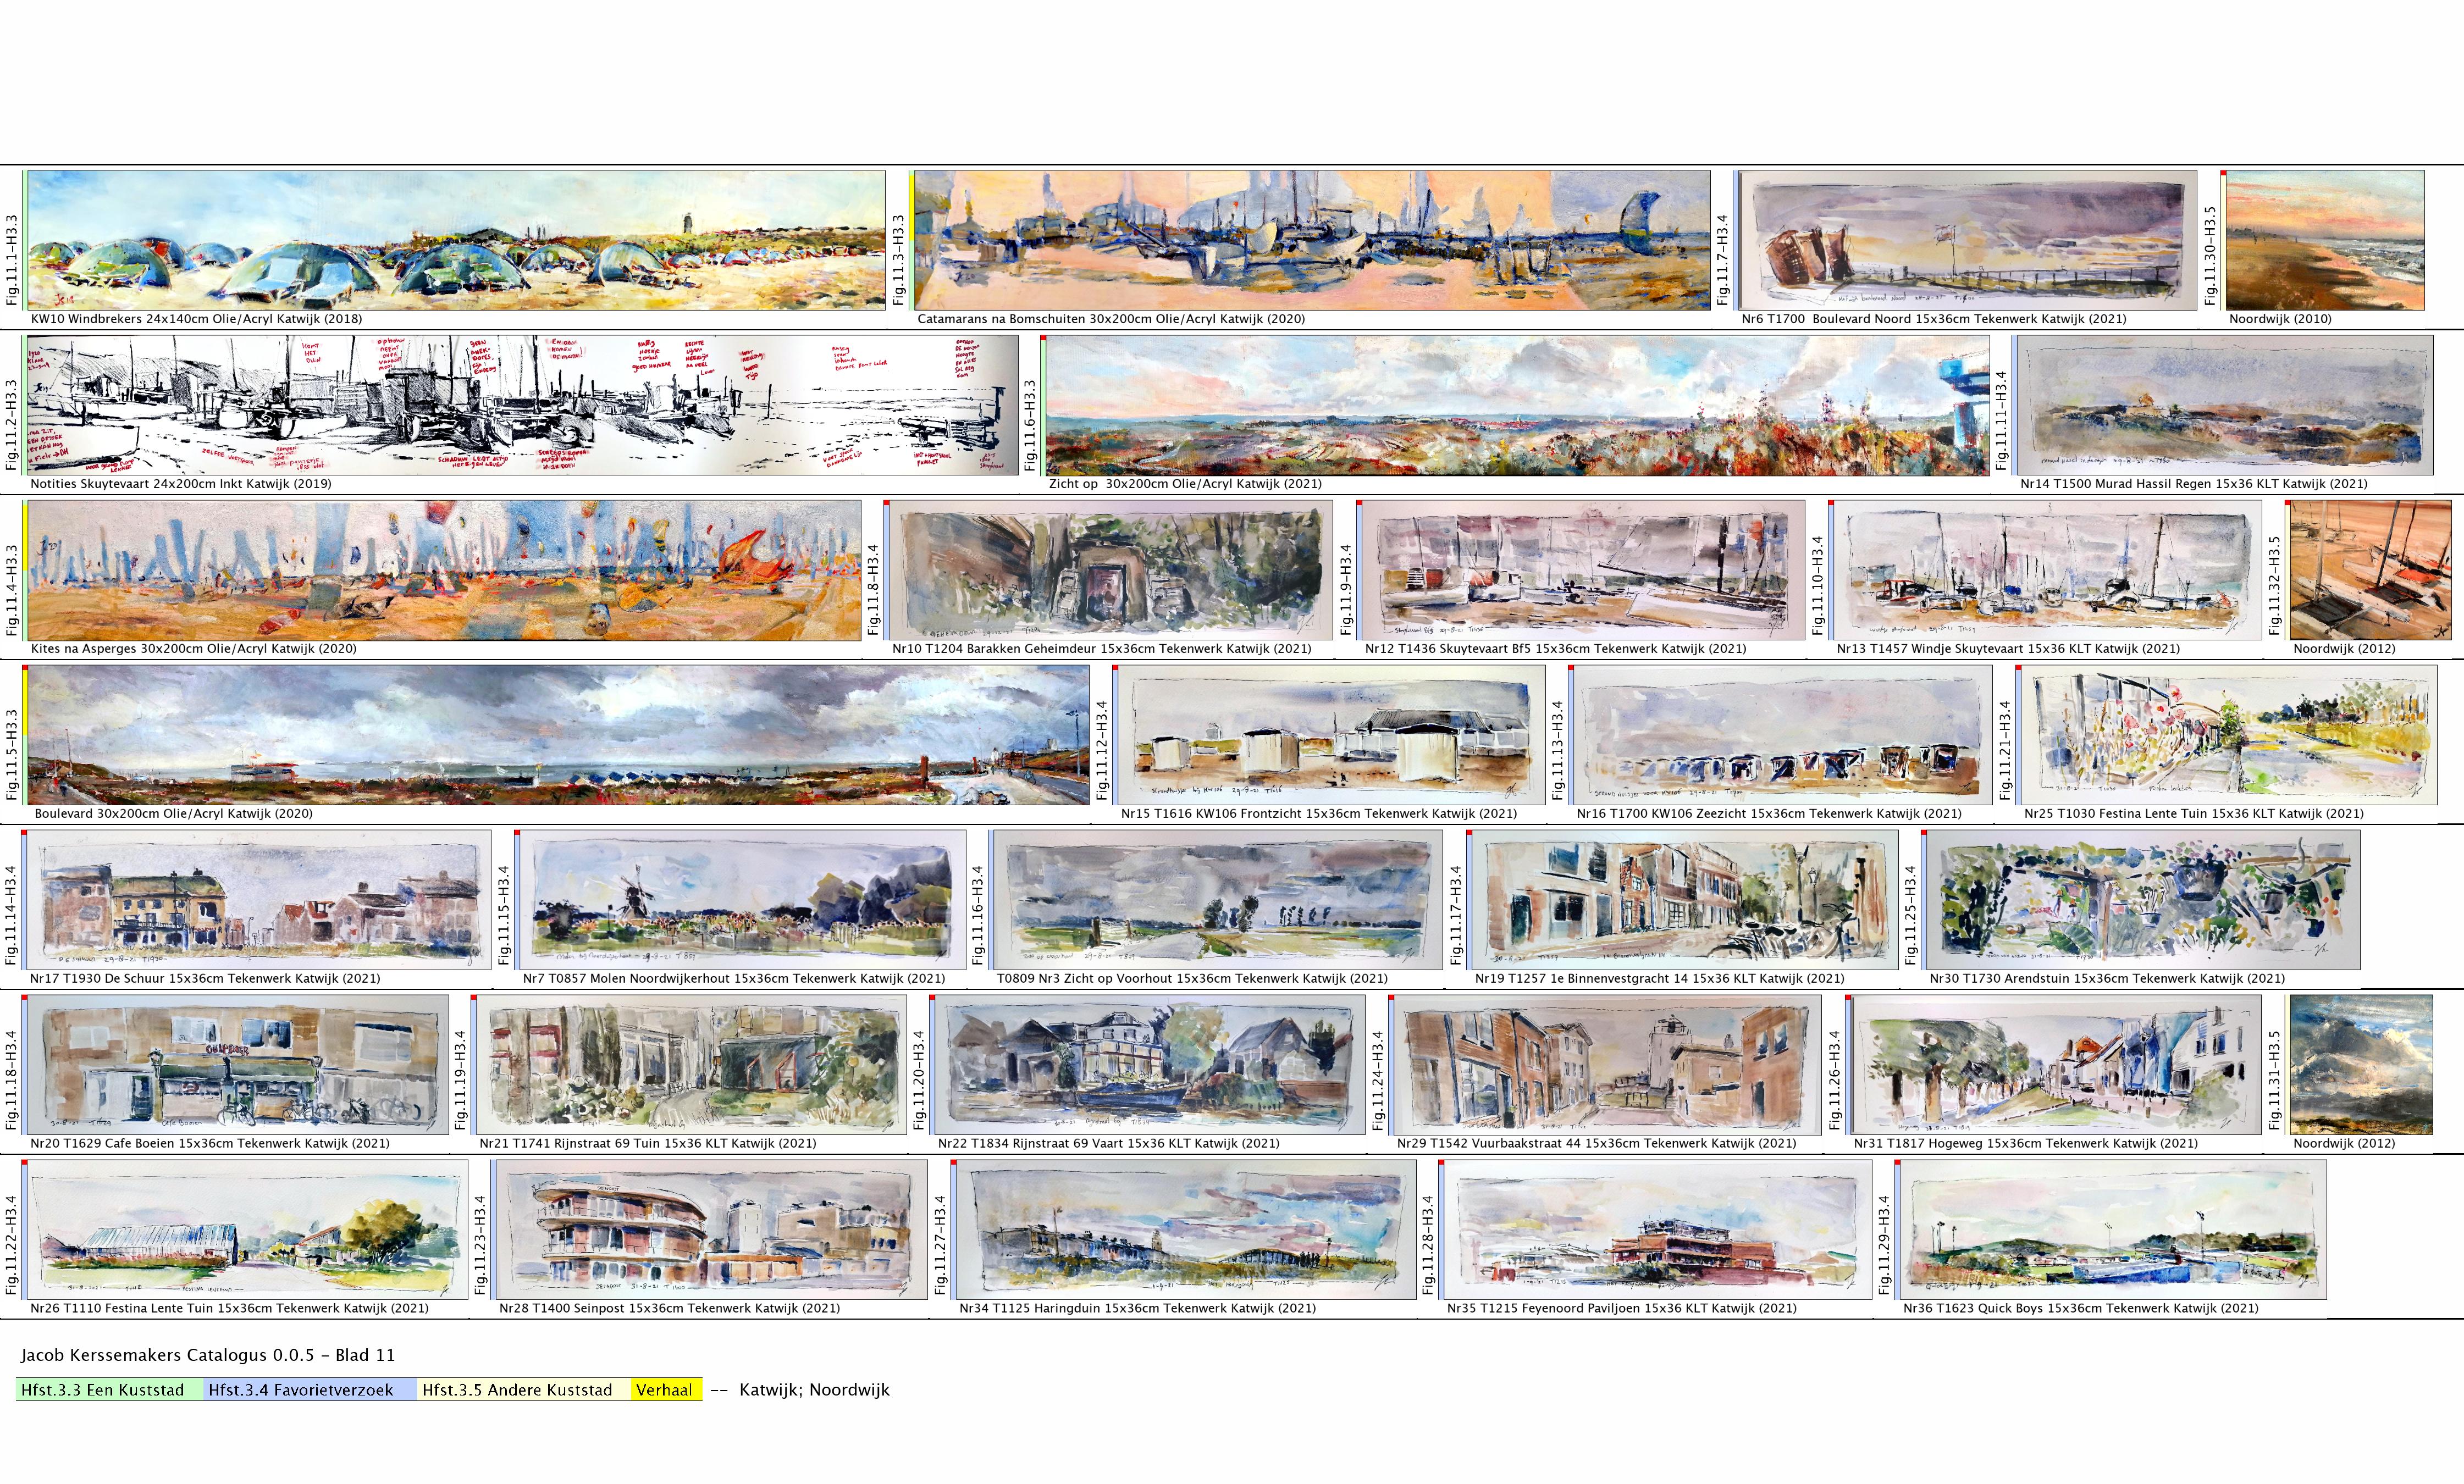 Fig.11.1-H3.3
KW10 Windbrekers 24x140cm Olie/Acryl Katwijk (2018)
Fig.11.3-H3.3
Catamarans na Bomschuiten 30x200cm Olie/Acryl Katwijk (2020)
Fig.11.7-H3.4
Nr6 T1700 Boulevard Noord 15x36cm Tekenwerk Katwijk (2021)
Fig.11.30-H3.5
Noordwijk (2010)
Fig.11.2-H3.3
Notities Skuytevaart 24x200cm Inkt Katwijk (2019)
Fig.11.6-H3.3
Zicht op 30x200cm Olie/Acryl Katwijk (2021)
Fig.11.11-H3.4
Nr14 T1500 Murad Hassil Regen 15x36 KLT Katwijk (2021)
Fig.11.4-H3.3
Kites na Asperges 30x200cm Olie/Acryl Katwijk (2020)
Fig.11.8-H3.4
Nr10 T1204 Barakken Geheimdeur 15x36cm Tekenwerk Katwijk (2021)
Fig.11.9-H3.4
Nr12 T1436 Skuytevaart Bf5 15x36cm Tekenwerk Katwijk (2021)
Fig.11.10-H3.4
Nr13 T1457 Windje Skuytevaart 15x36 KLT Katwijk (2021)
Fig.11.32-H3.5
Noordwijk (2012)
Fig.11.5-H3.3
Boulevard 30x200cm Olie/Acryl Katwijk (2020)
Fig.11.12-H3.4
Nr15 T1616 KW106 Frontzicht 15x36cm Tekenwerk Katwijk (2021)
Fig.11.13-H3.4
Nr16 T1700 KW106 Zeezicht 15x36cm Tekenwerk Katwijk (2021)
Fig.11.21-H3.4
Nr25 T1030 Festina Lente Tuin 15x36 KLT Katwijk (2021)
Fig.11.14-H3.4
Nr17 T1930 De Schuur 15x36cm Tekenwerk Katwijk (2021)
Fig.11.15-H3.4
Nr7 T0857 Molen Noordwijkerhout 15x36cm Tekenwerk Katwijk (2021)
Fig.11.16-H3.4
T0809 Nr3 Zicht op Voorhout 15x36cm Tekenwerk Katwijk (2021)
Fig.11.17-H3.4
Nr19 T1257 1e Binnenvestgracht 14 15x36 KLT Katwijk (2021)
Fig.11.25-H3.4
Nr30 T1730 Arendstuin 15x36cm Tekenwerk Katwijk (2021)
Fig.11.18-H3.4
Nr20 T1629 Cafe Boeien 15x36cm Tekenwerk Katwijk (2021)
Fig.11.19-H3.4
Nr21 T1741 Rijnstraat 69 Tuin 15x36 KLT Katwijk (2021)
Fig.11.20-H3.4
Nr22 T1834 Rijnstraat 69 Vaart 15x36 KLT Katwijk (2021)
Fig.11.24-H3.4
Nr29 T1542 Vuurbaakstraat 44 15x36cm Tekenwerk Katwijk (2021)
Fig.11.26-H3.4
Nr31 T1817 Hogeweg 15x36cm Tekenwerk Katwijk (2021)
Fig.11.31-H3.5
Noordwijk (2012)
Fig.11.22-H3.4
Nr26 T1110 Festina Lente Tuin 15x36cm Tekenwerk Katwijk (2021)
Fig.11.23-H3.4
Nr28 T1400 Seinpost 15x36cm Tekenwerk Katwijk (2021)
Fig.11.27-H3.4
Nr34 T1125 Haringduin 15x36cm Tekenwerk Katwijk (2021)
Fig.11.28-H3.4
Nr35 T1215 Feyenoord Paviljoen 15x36 KLT Katwijk (2021)
Fig.11.29-H3.4
Nr36 T1623 Quick Boys 15x36cm Tekenwerk Katwijk (2021)
Jacob Kerssemakers Catalogus 0.0.5 - Blad 11
Hfst.3.3 Een Kuststad Hfst.3.4 Favorietverzoek Hfst.3.5 Andere Kuststad Verhaal -- Katwijk; Noordwijk